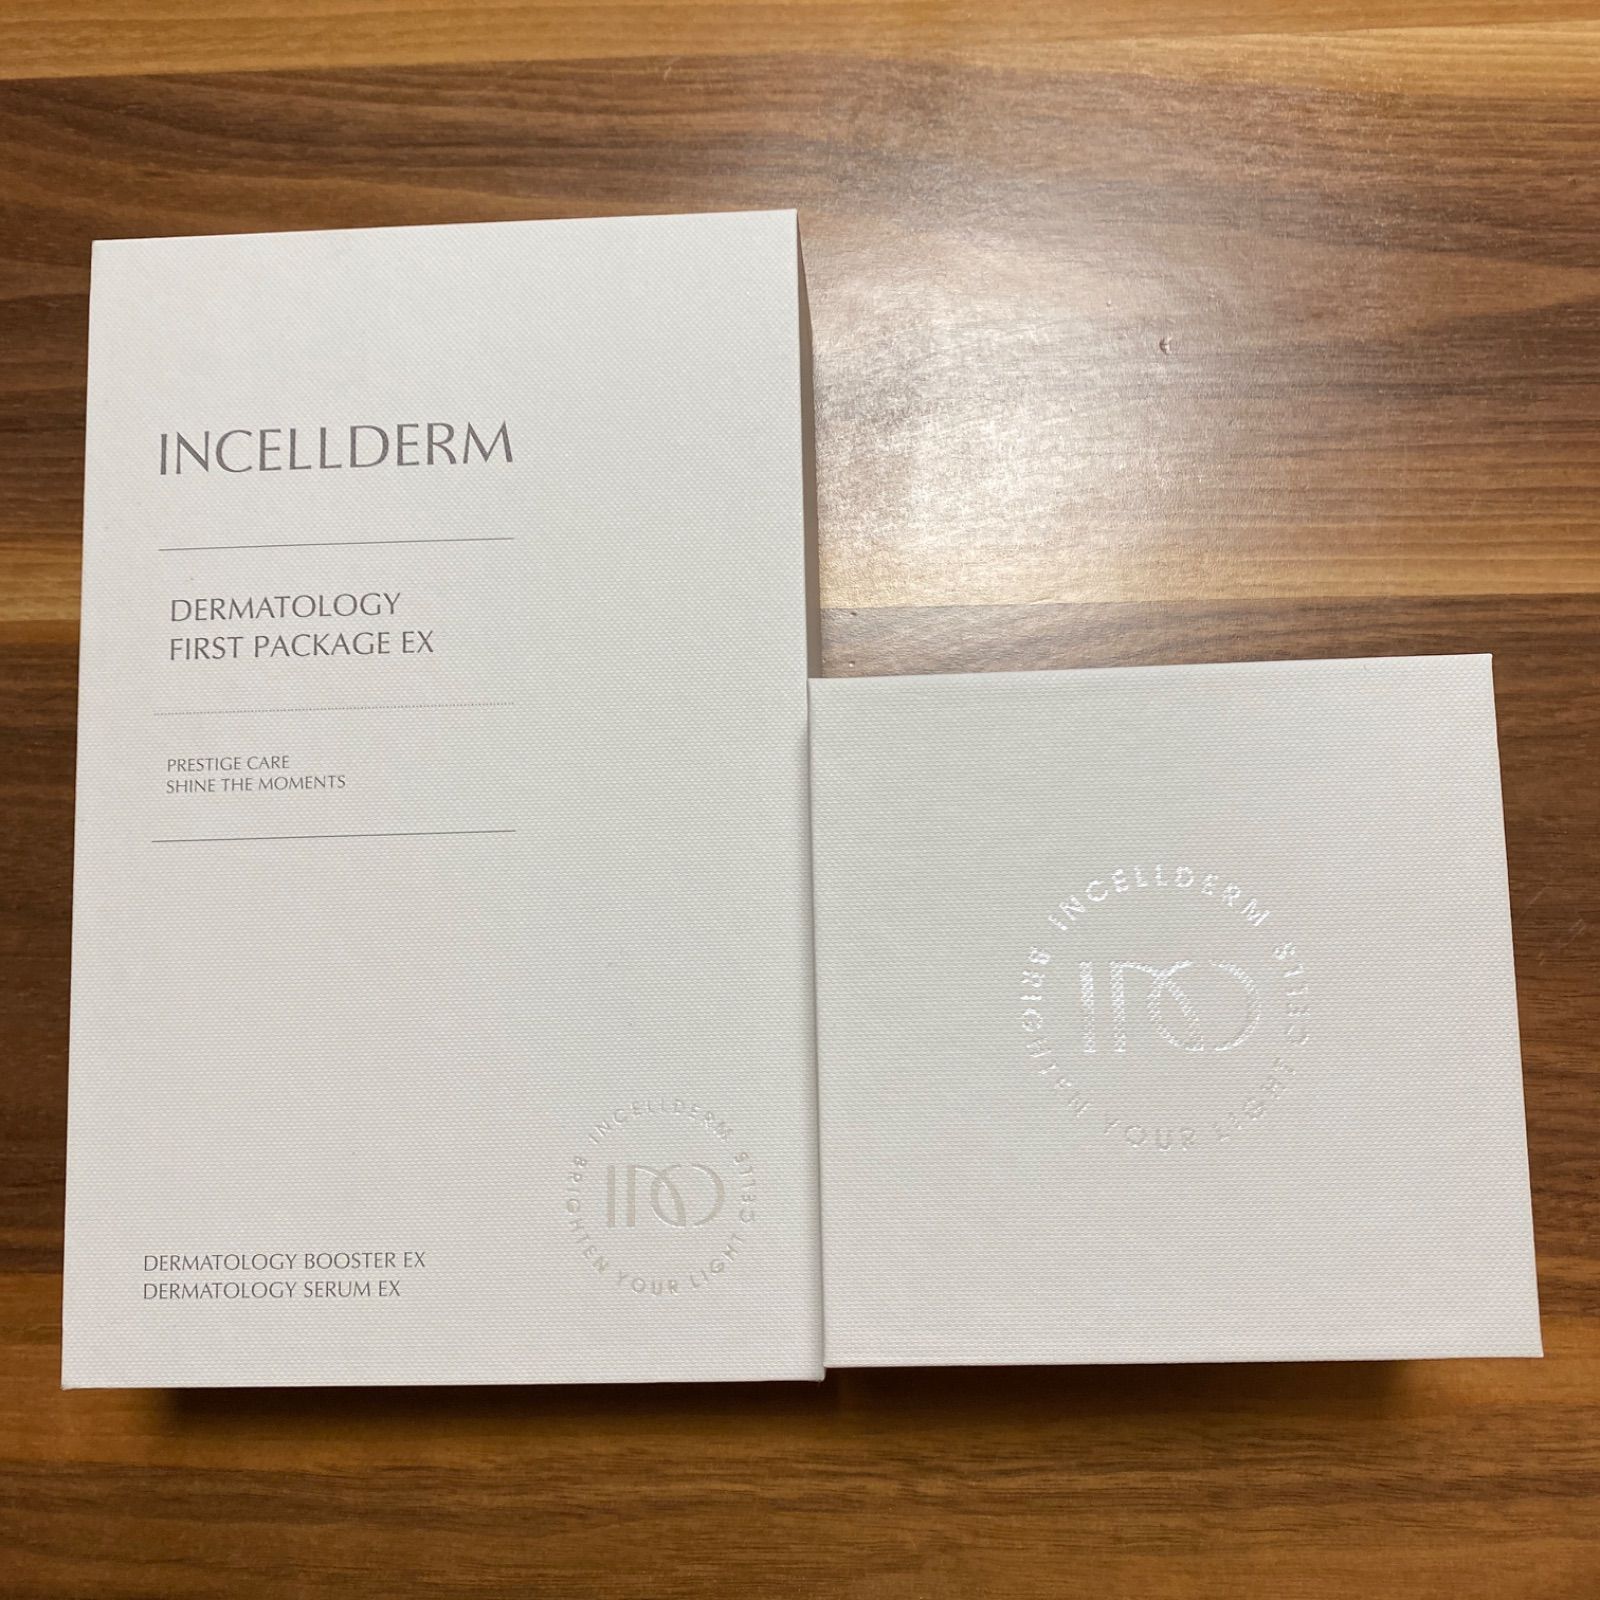 INCELLDERM
DERMATOLOGY
FIRST PACKAGE EX
PRESTIGE CARE
SHINE THE MOMENTS
DERMATOLOGY BOOSTER EX
DERMATOLOGY SERUM EX
INCELLDERM
BRIGHTEN YOUR LIGHT CELLS
INCELLDERM
BRIGHTEN YOUR LIGHT CELLS